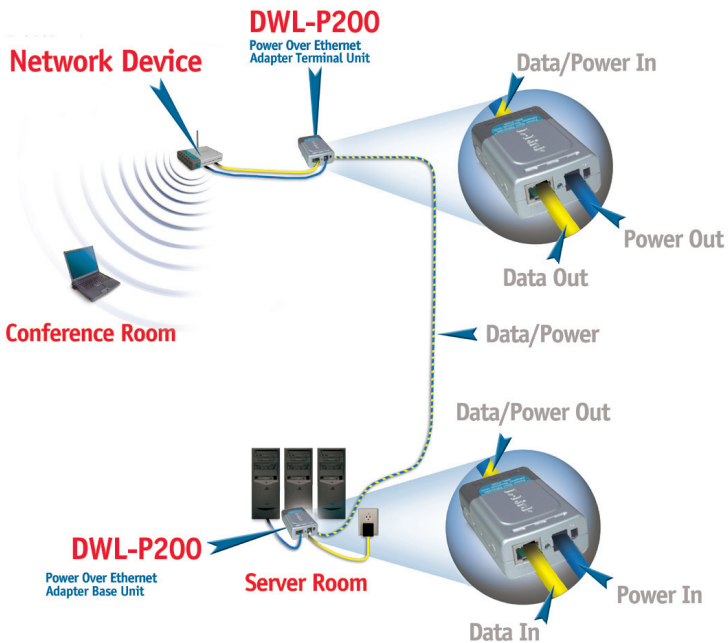 DWL-P200
Power Over Ethernet
Adapter Terminal Unit
Network Device
Data/Power In
Power Out
Data Out
Conference Room
Data/Power
Data/Power Out
DWL-P200
Power Over Ethernet
Adapter Base Unit
Server Room
Power In
Data In